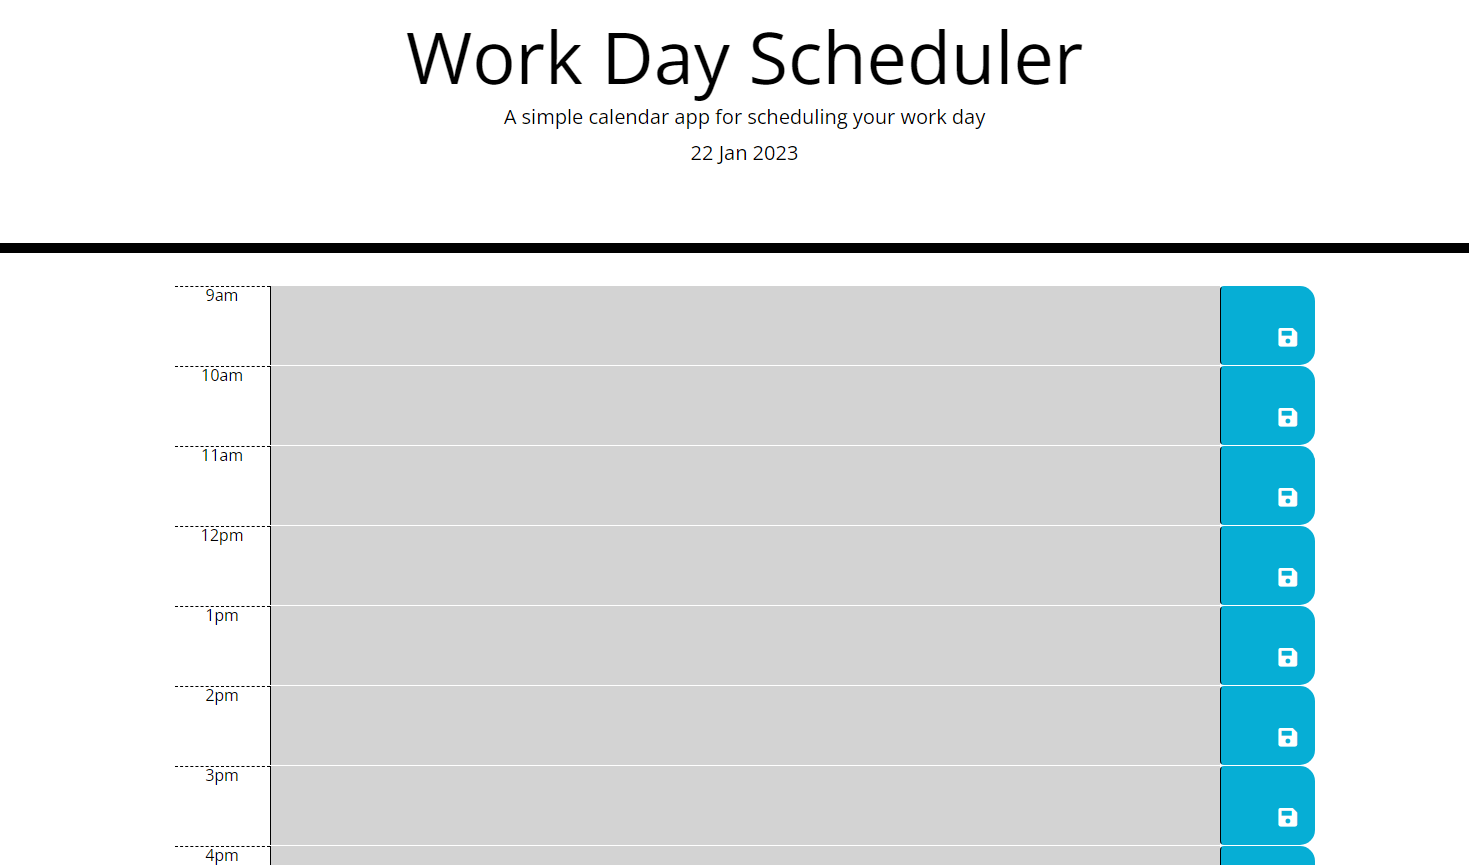 Work Day Scheduler
A simple calendar app for scheduling your work day
22 Jan 2023
9am
10am
11am
12pm
1pm
2pm
3pm
4pm